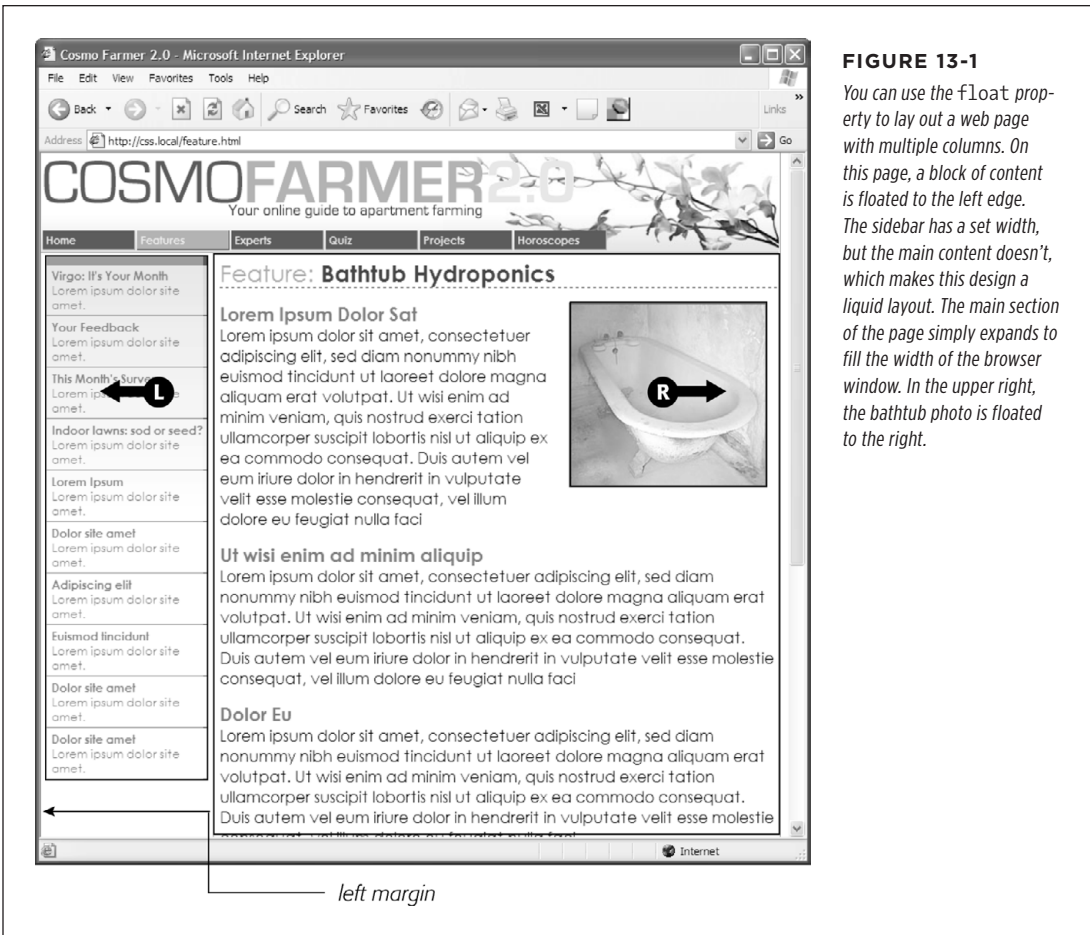 Cosmo Farmer 2.0 - Microsoft Internet Explorer
File Edit View Favorites Tools Help
Back Search Favorites Links »
Address http://css.local/feature.html Go
COSMOFARMER2.0
Your online guide to apartment farming
Home Features Experts Quiz Projects Horoscopes
Virgo: It's Your Month
Lorem ipsum dolor site
amet.
Your Feedback
Lorem ipsum dolor site
amet.
This Month's Surve
Lorem ips
amet.
L
Indoor lawns: sod or seed?
Lorem ipsum dolor site
amet.
Lorem Ipsum
Lorem ipsum dolor site
amet.
Dolor site amet
Lorem ipsum dolor site
amet.
Adipiscing elit
Lorem ipsum dolor site
amet.
Euismod tincidunt
Lorem ipsum dolor site
amet.
Dolor site amet
Lorem ipsum dolor site
amet.
Dolor site amet
Lorem ipsum dolor site
amet.
Feature: Bathtub Hydroponics
Lorem Ipsum Dolor Sat
Lorem ipsum dolor sit amet, consectetuer
adipiscing elit, sed diam nonummy nibh
euismod tincidunt ut laoreet dolore magna
aliquam erat volutpat. Ut wisi enim ad
minim veniam, quis nostrud exerci tation
ullamcorper suscipit lobortis nisl ut aliquip ex
ea commodo consequat. Duis autem vel
eum iriure dolor in hendrerit in vulputate
velit esse molestie consequat, vel illum
dolore eu feugiat nulla faci
R
Ut wisi enim ad minim aliquip
Lorem ipsum dolor sit amet, consectetuer adipiscing elit, sed diam
nonummy nibh euismod tincidunt ut laoreet dolore magna aliquam erat
volutpat. Ut wisi enim ad minim veniam, quis nostrud exerci tation
ullamcorper suscipit lobortis nisl ut aliquip ex ea commodo consequat.
Duis autem vel eum iriure dolor in hendrerit in vulputate velit esse molestie
consequat, vel illum dolore eu feugiat nulla faci
Dolor Eu
Lorem ipsum dolor sit amet, consectetuer adipiscing elit, sed diam
nonummy nibh euismod tincidunt ut laoreet dolore magna aliquam erat
volutpat. Ut wisi enim ad minim veniam, quis nostrud exerci tation
ullamcorper suscipit lobortis nisl ut aliquip ex ea commodo consequat.
Duis autem vel eum iriure dolor in hendrerit in vulputate velit esse molestie
Internet
left margin
FIGURE 13-1
You can use the float prop-
erty to lay out a web page
with multiple columns. On
this page, a block of content
is floated to the left edge.
The sidebar has a set width,
but the main content doesn't,
which makes this design a
liquid layout. The main section
of the page simply expands to
fill the width of the browser
window. In the upper right,
the bathtub photo is floated
to the right.